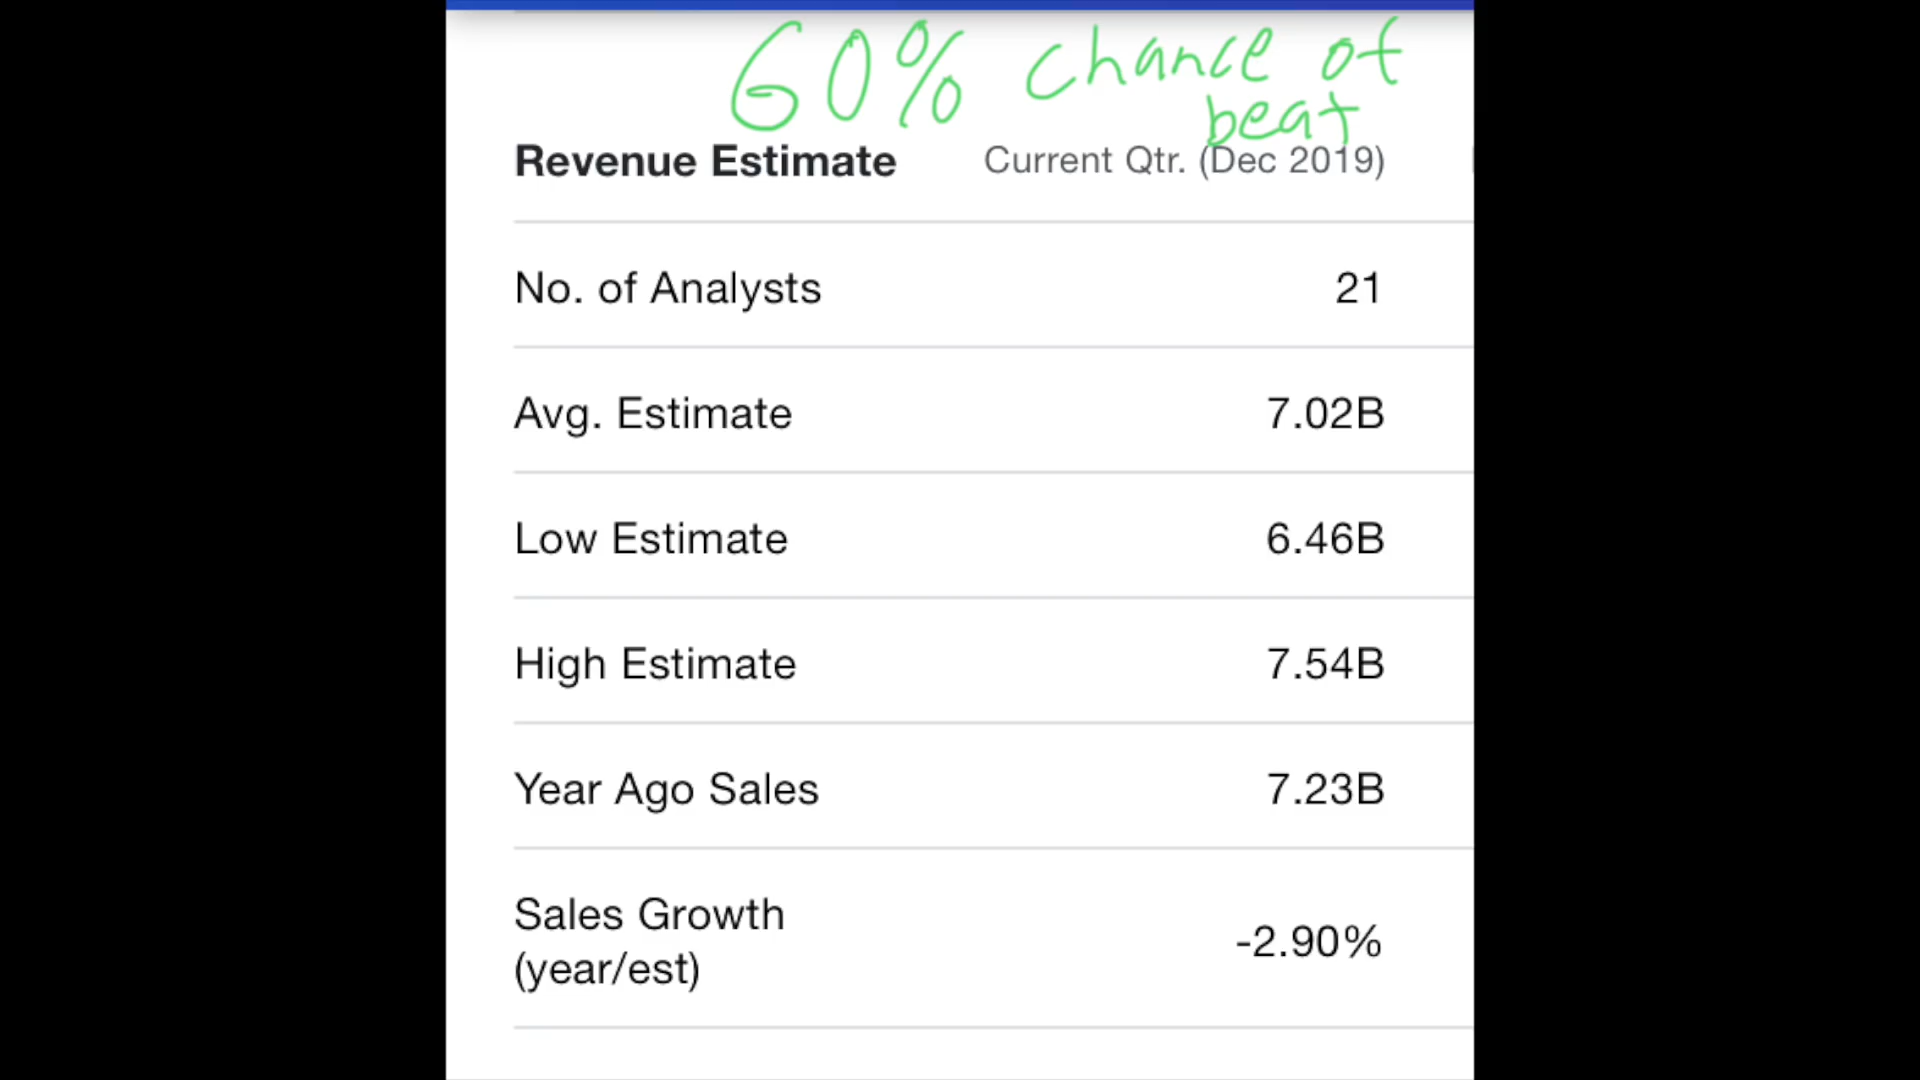 60% chance of
beat
Revenue Estimate Current Qtr. (Dec 2019)
No. of Analysts 21
Avg. Estimate 7.02B
Low Estimate 6.46B
High Estimate 7.54B
Year Ago Sales 7.23B
Sales Growth
(year/est) -2.90%